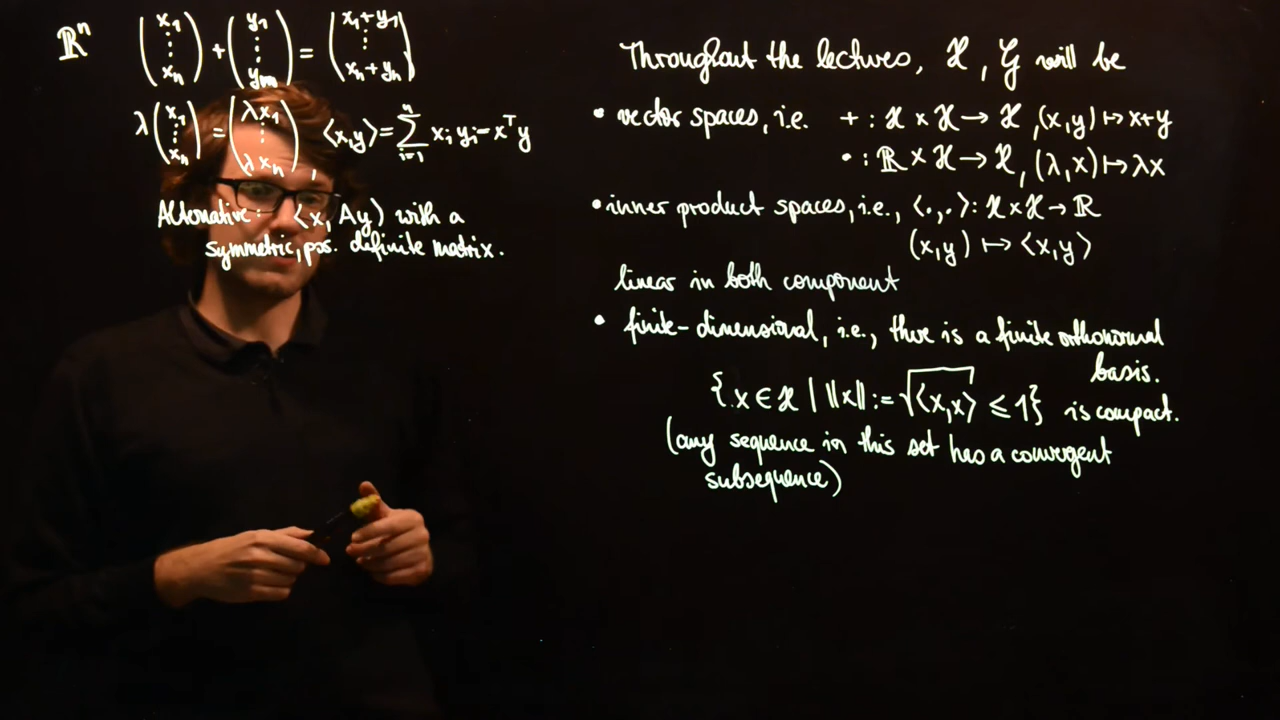 ℝⁿ (x₁ ⋮ xₙ) + (y₁ ⋮ yₙ) = (x₁+y₁ ⋮ xₙ+yₙ)
λ(x₁ ⋮ xₙ) = (λx₁ ⋮ λxₙ), ⟨x,y⟩ = ∑ᵢ₌₁ⁿ xᵢ yᵢ = xᵀy
Alternative: ⟨x, Ay⟩ with a
symmetric, pos. definite matrix.
Throughout the lectures, 𝓗, 𝓖 will be
• vector spaces, i.e. + : 𝓗 × 𝓗 → 𝓗, (x,y) ↦ x+y
• : ℝ × 𝓗 → 𝓗, (λ,x) ↦ λx
• inner product spaces, i.e., ⟨·,·⟩: 𝓗×𝓗 → ℝ
(x,y) ↦ ⟨x,y⟩
linear in both component
• finite-dimensional, i.e., there is a finite orthonormal
basis.
{x ∈ 𝓗 | ‖x‖ := √⟨x,x⟩ ≤ 1} is compact.
(any sequence in this set has a convergent
subsequence)